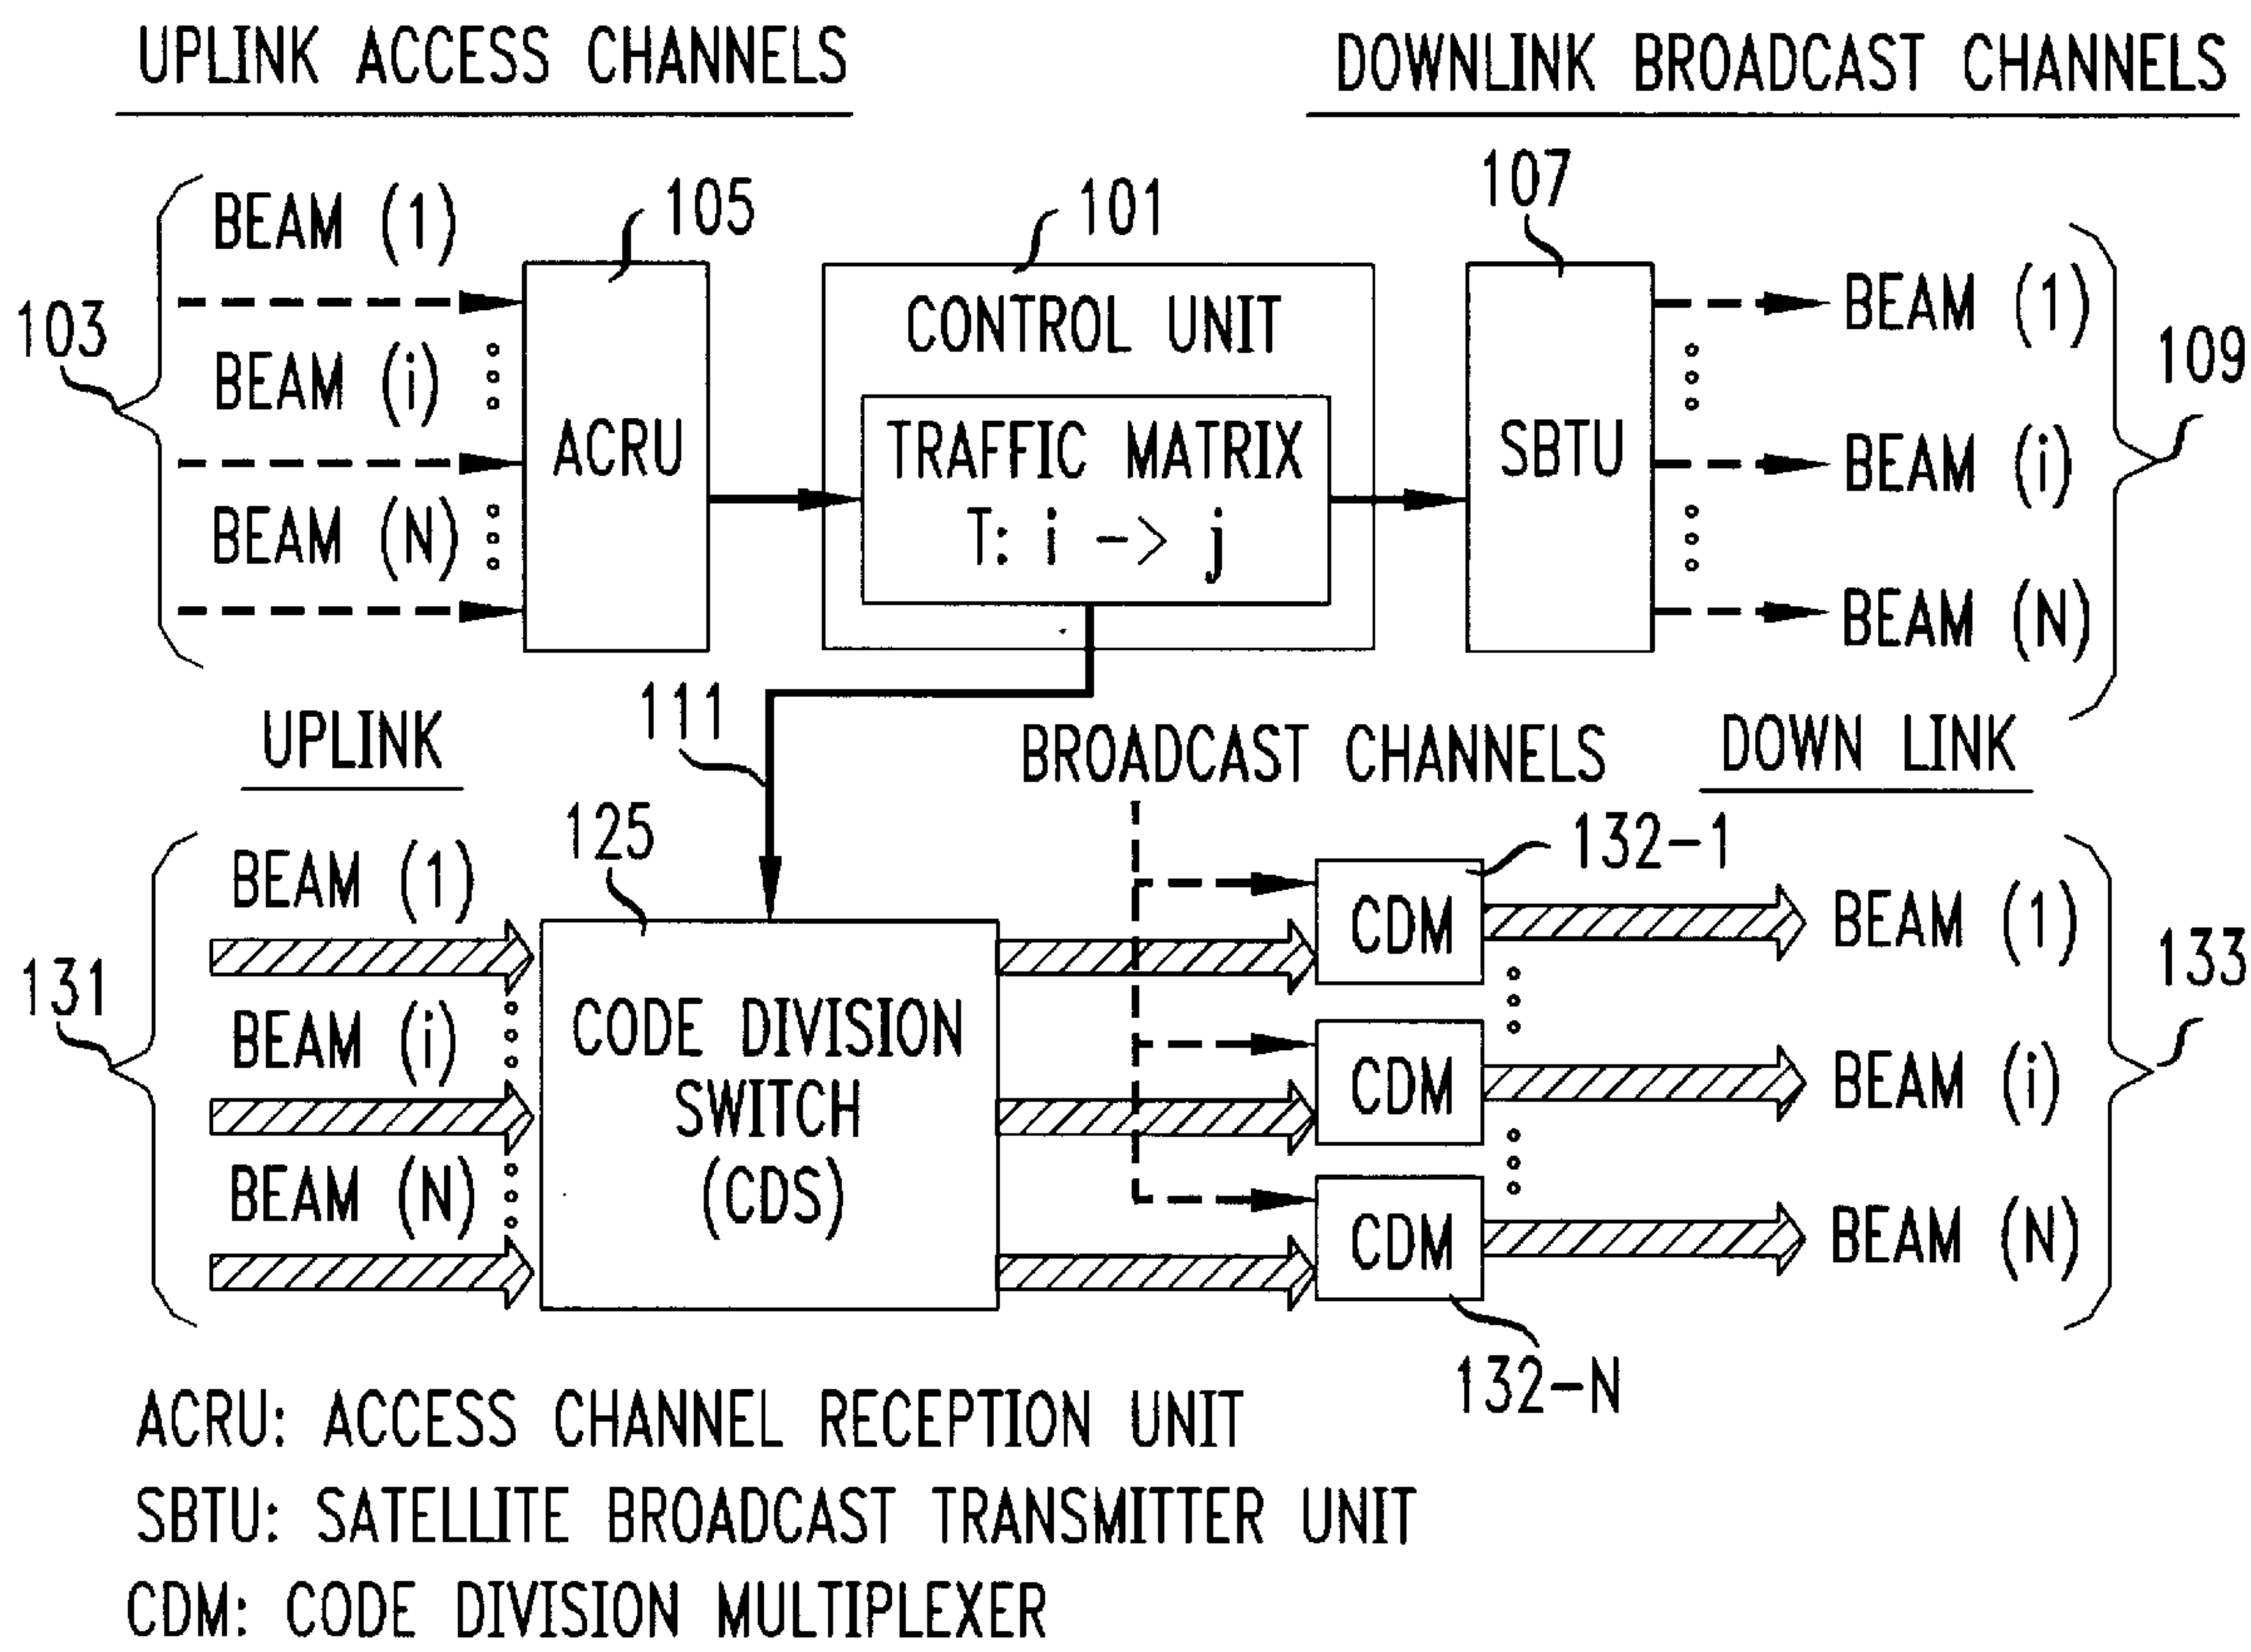 UPLINK ACCESS CHANNELS
DOWNLINK BROADCAST CHANNELS
103
BEAM (1)
BEAM (i)
BEAM (N)
105
ACRU
101
CONTROL UNIT
TRAFFIC MATRIX
T: i -> j
107
SBTU
BEAM (1)
BEAM (i)
BEAM (N)
109
111
UPLINK
BROADCAST CHANNELS
DOWN LINK
131
BEAM (1)
BEAM (i)
BEAM (N)
125
CODE DIVISION
SWITCH
(CDS)
132-1
CDM
CDM
CDM
132-N
BEAM (1)
BEAM (i)
BEAM (N)
133
ACRU: ACCESS CHANNEL RECEPTION UNIT
SBTU: SATELLITE BROADCAST TRANSMITTER UNIT
CDM: CODE DIVISION MULTIPLEXER